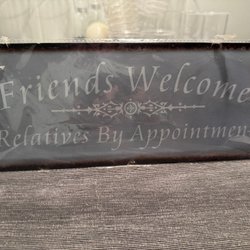 Friends Welcome
Relatives By Appointment